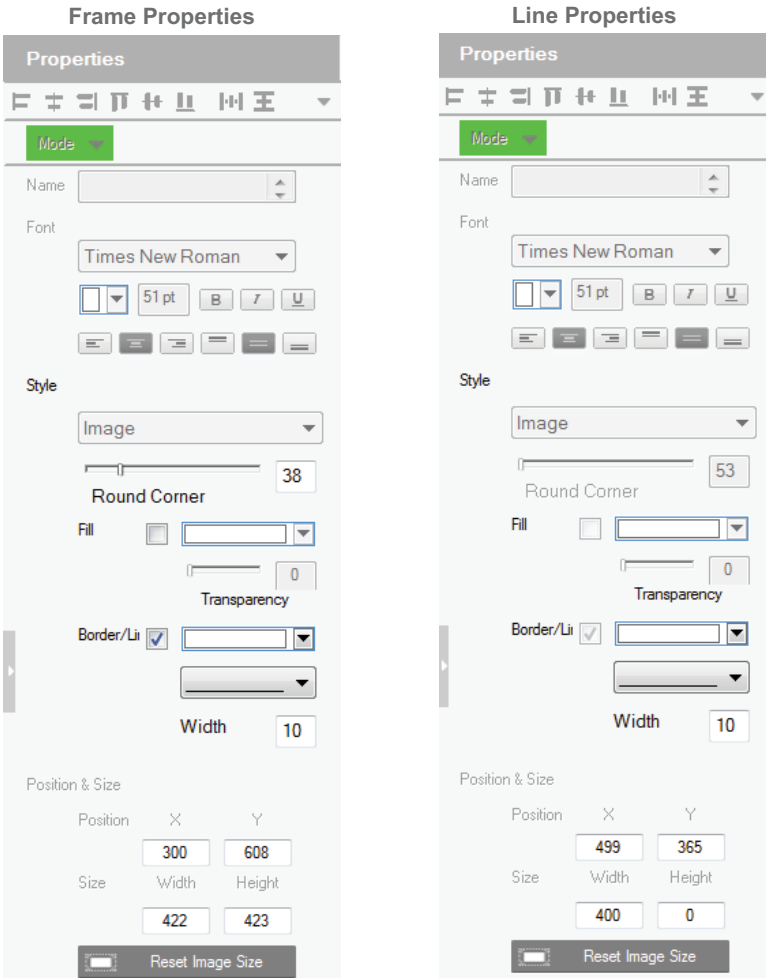 Frame Properties
Properties
Mode
Name
Font
Times New Roman
51 pt B I U
Style
Image
38
Round Corner
Fill
0
Transparency
Border/Lir
Width 10
Position & Size
Position X Y
300 608
Size Width Height
422 423
Reset Image Size
Line Properties
Properties
Mode
Name
Font
Times New Roman
51 pt B I U
Style
Image
53
Round Corner
Fill
0
Transparency
Border/Lir
Width 10
Position & Size
Position X Y
499 365
Size Width Height
400 0
Reset Image Size